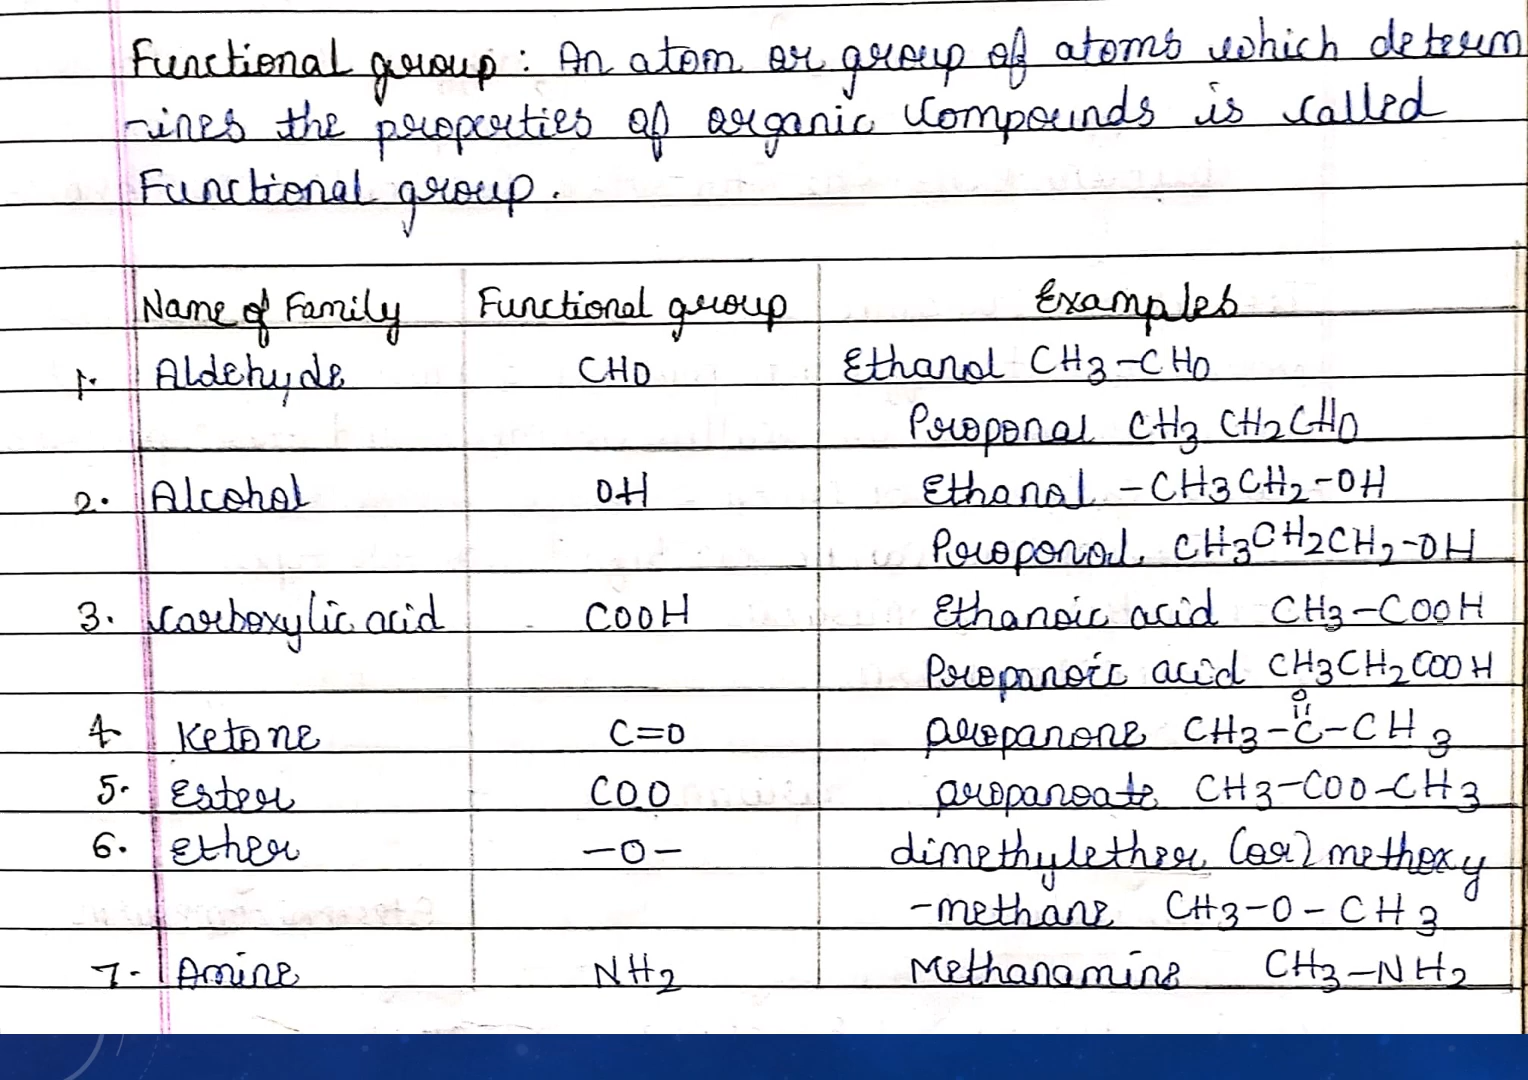 Functional group : An atom or group of atoms which determ
-ines the properties of organic compounds is called
Functional group.
Name of Family Functional group Examples
1. Aldehyde CHO Ethanal CH3-CHO
Propanal CH3 CH2CHO
2. Alcohol OH Ethanol -CH3CH2-OH
Proponol CH3CH2CH2-OH
3. carboxylic acid COOH Ethanoic acid CH3-COOH
Propanoic acid CH3CH2COOH
O
4 Ketone C=O propanone CH3-C-CH3
5. Ester COO propanoate CH3-COO-CH3
6. Ether -O- dimethylether (or) methoxy
-methane CH3-O-CH3
7. Amine NH2 Methanamine CH3-NH2